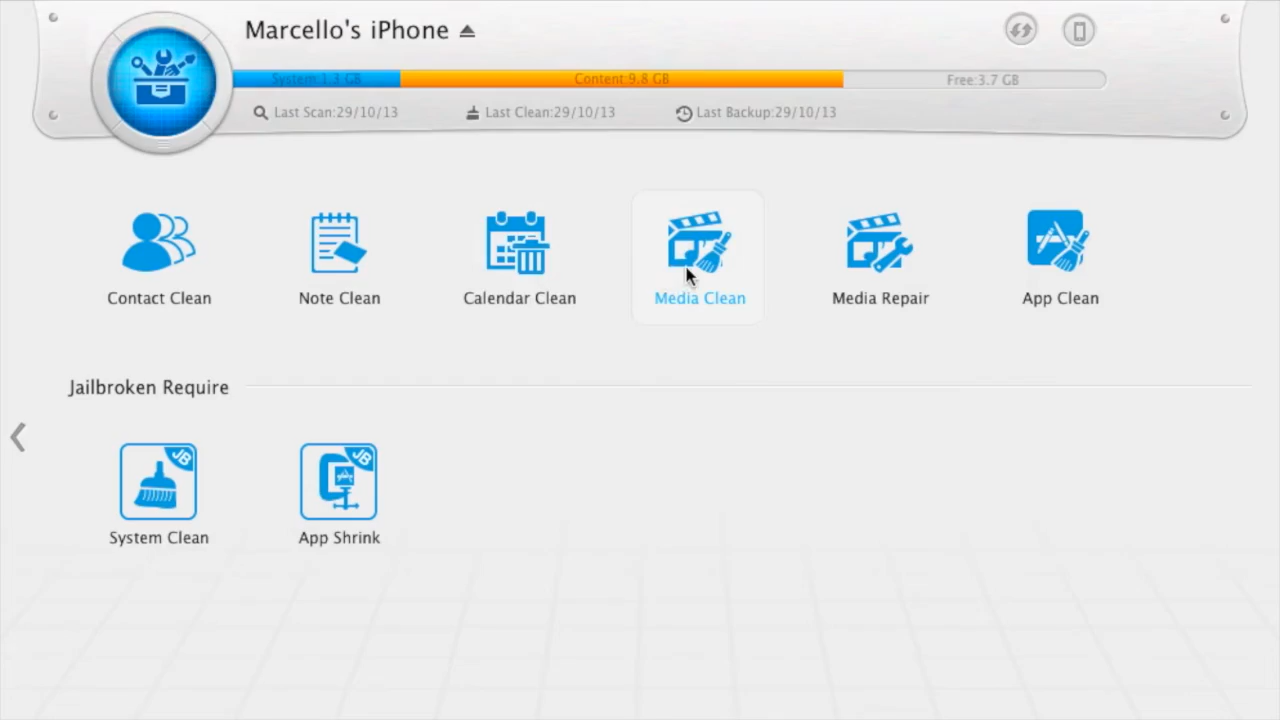 Marcello's iPhone
System:1.3 GB Content:9.8 GB Free:3.7 GB
Last Scan:29/10/13 Last Clean:29/10/13 Last Backup:29/10/13
Contact Clean Note Clean Calendar Clean Media Clean Media Repair App Clean
Jailbroken Require
JB JB
System Clean App Shrink